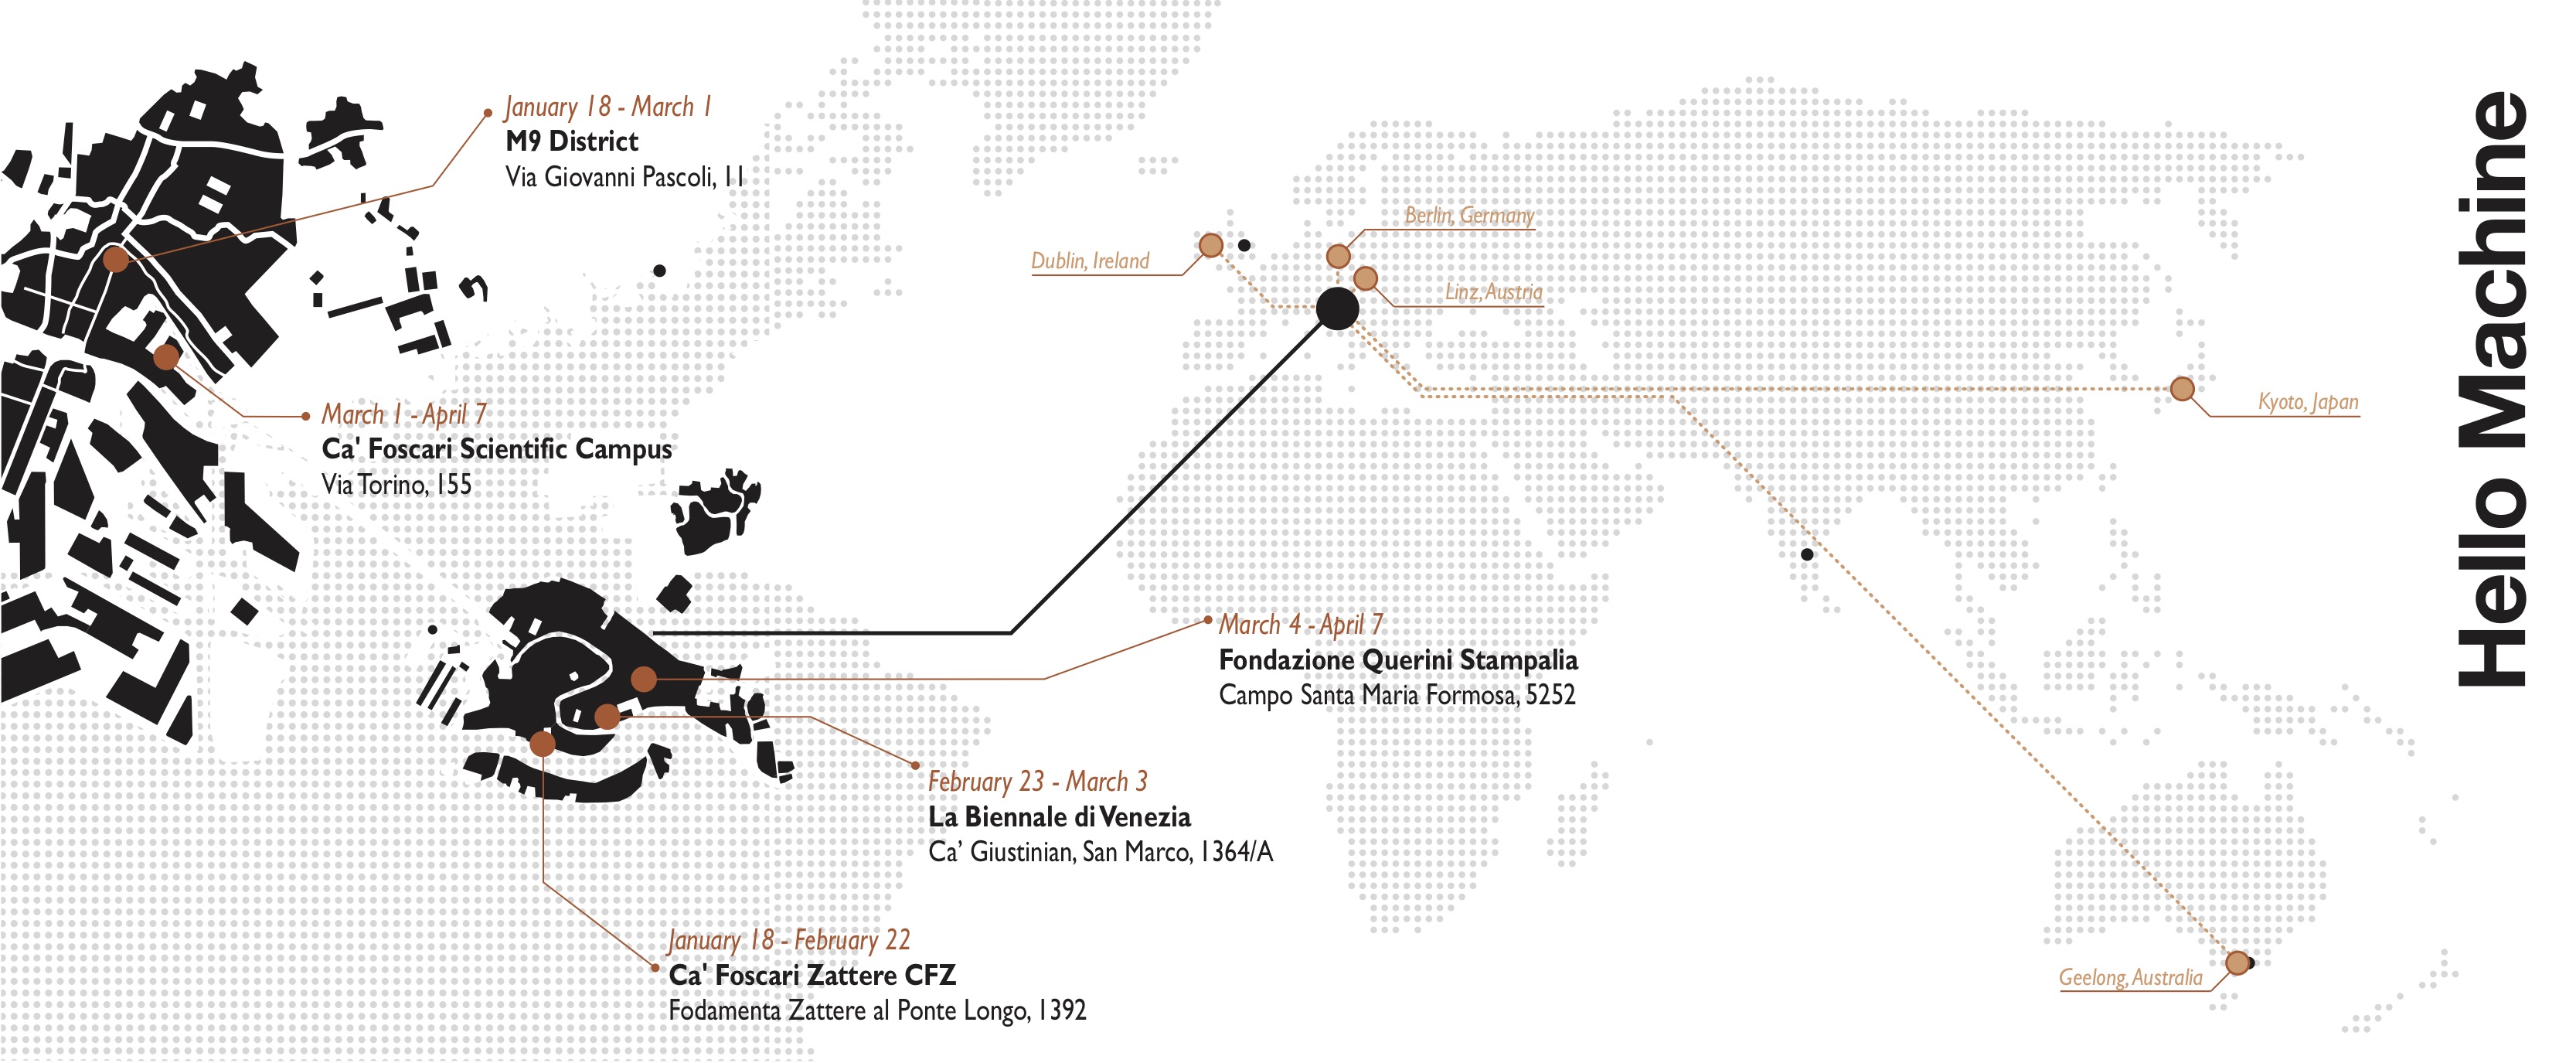 January 18 - March 1
M9 District
Via Giovanni Pascoli, 11
March 1 - April 7
Ca' Foscari Scientific Campus
Via Torino, 155
Berlin, Germany
Dublin, Ireland
Linz, Austria
Kyoto, Japan
March 4 - April 7
Fondazione Querini Stampalia
Campo Santa Maria Formosa, 5252
February 23 - March 3
La Biennale di Venezia
Ca’ Giustinian, San Marco, 1364/A
January 18 - February 22
Ca' Foscari Zattere CFZ
Fodamenta Zattere al Ponte Longo, 1392
Geelong, Australia
Hello Machine